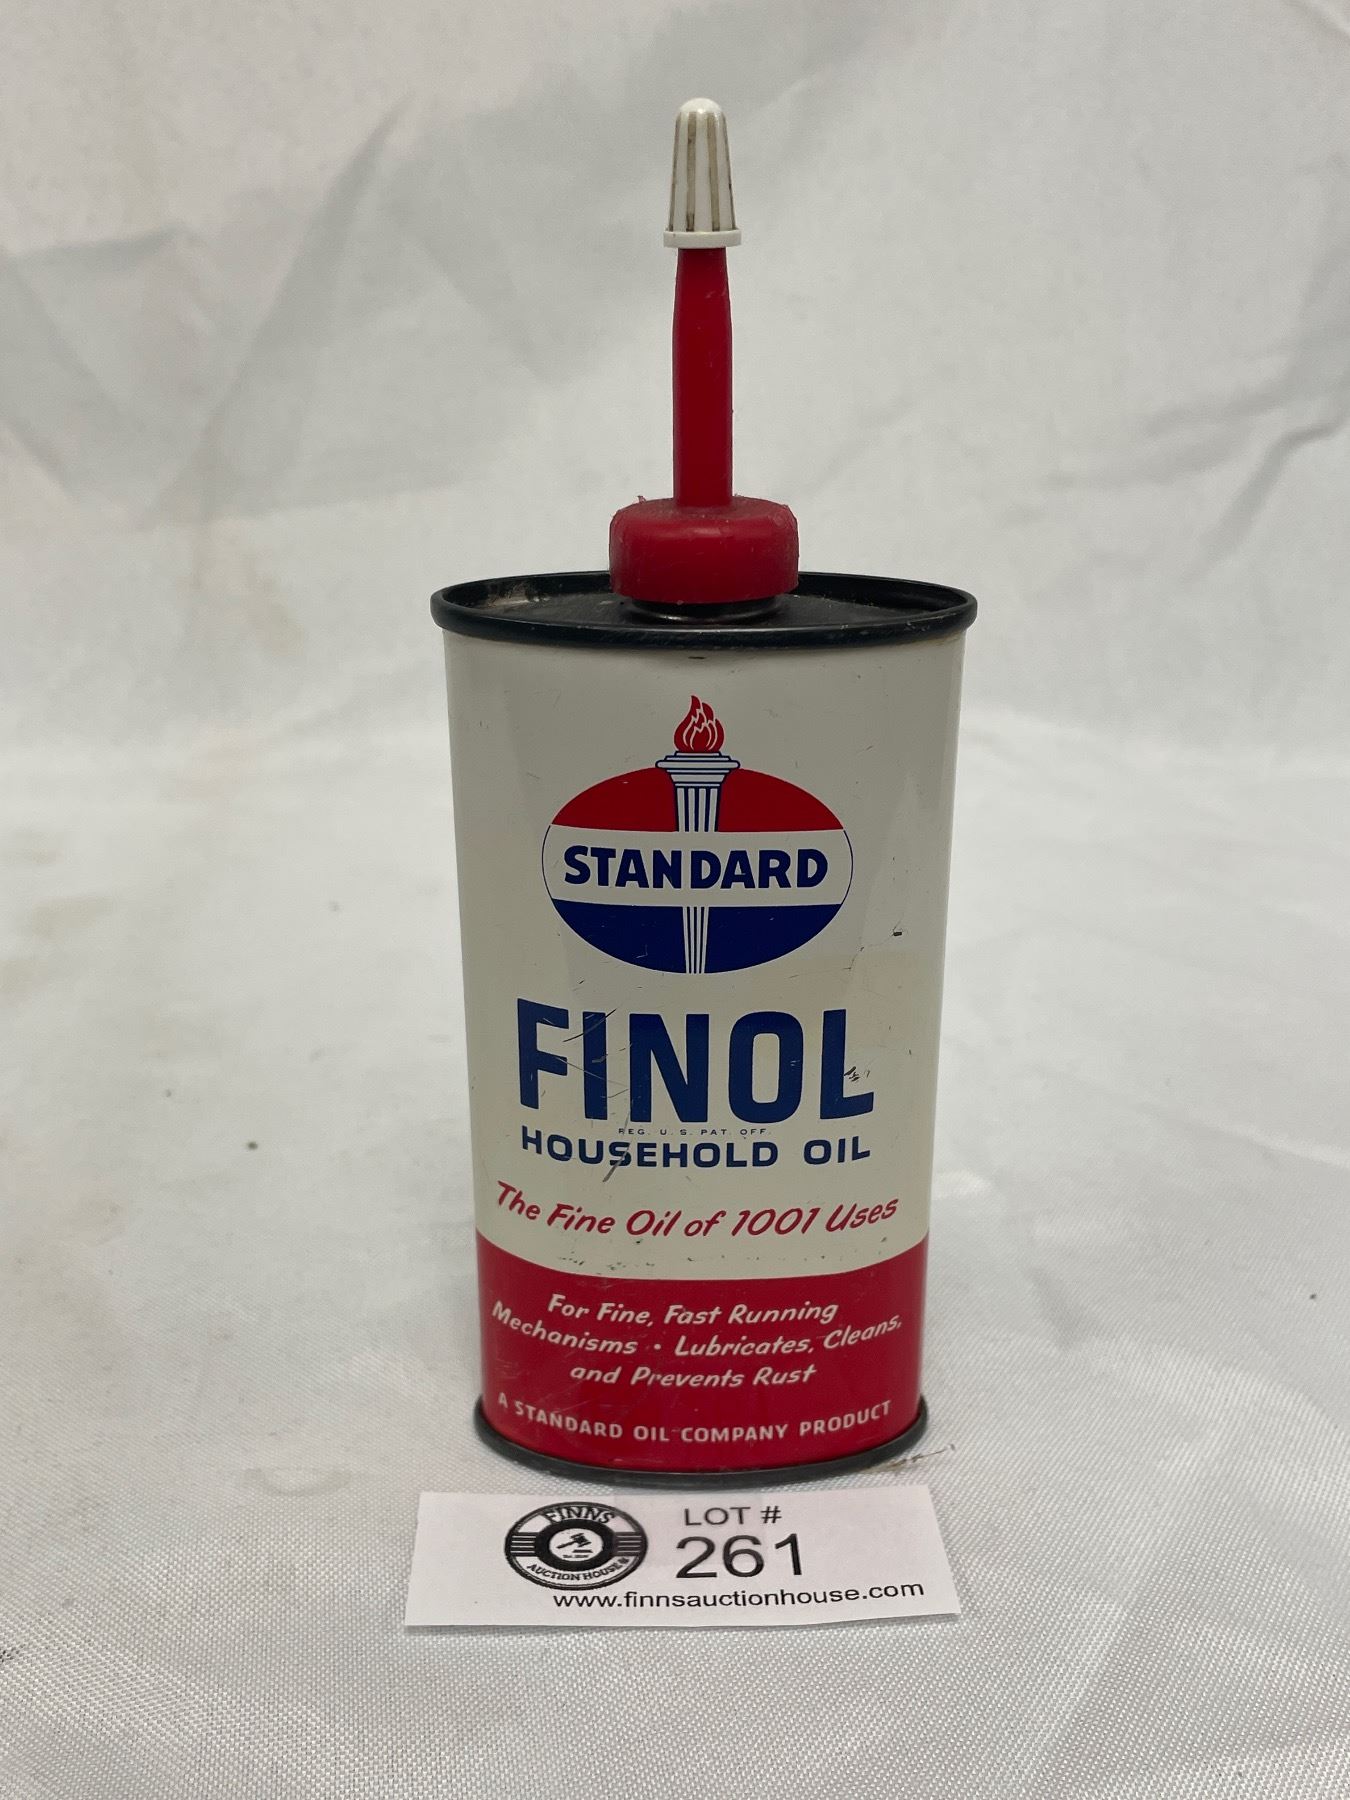 STANDARD
FINOL
REG. U.S. PAT. OFF.
HOUSEHOLD OIL
The Fine Oil of 1001 Uses
For Fine, Fast Running
Mechanisms • Lubricates, Cleans,
and Prevents Rust
A STANDARD OIL COMPANY PRODUCT
FINNS
AUCTION HOUSE
LOT #
261
www.finnsauctionhouse.com